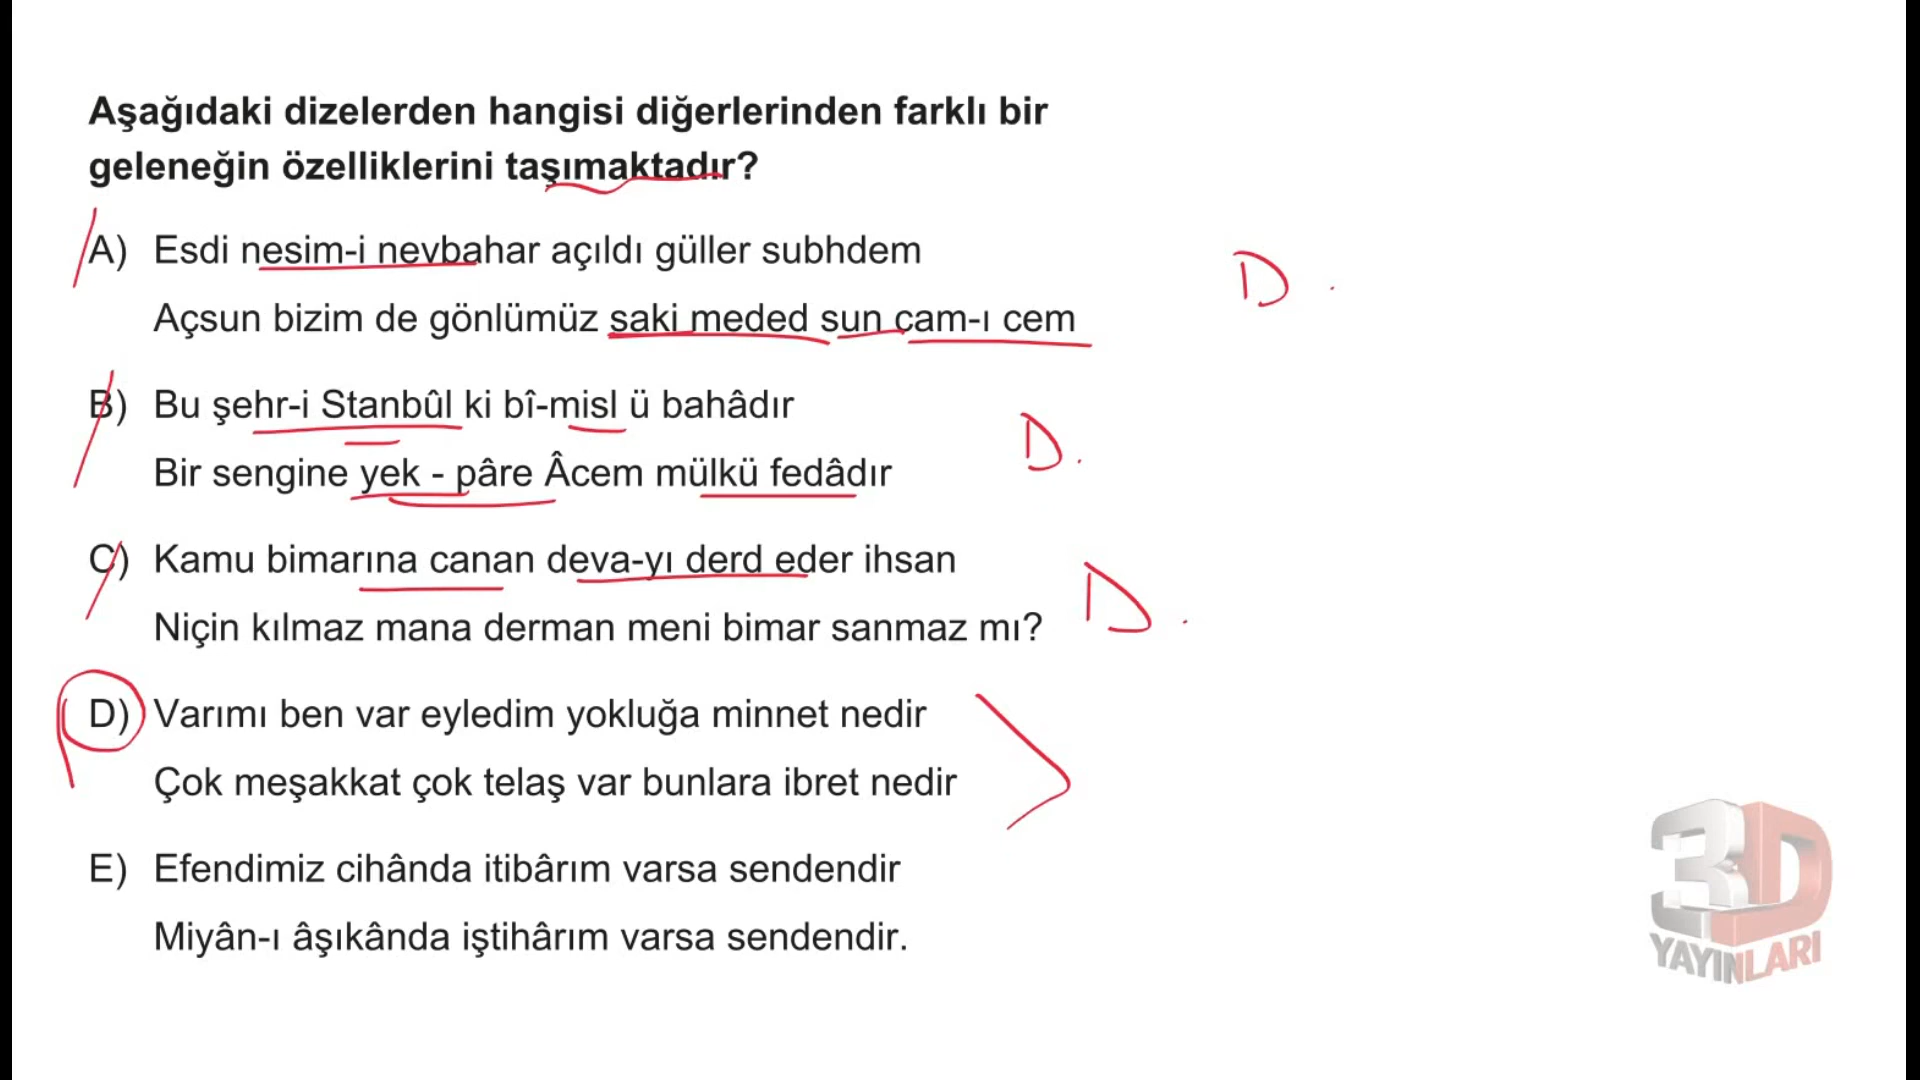 Aşağıdaki dizelerden hangisi diğerlerinden farklı bir
geleneğin özelliklerini taşımaktadır?
A) Esdi nesim-i nevbahar açıldı güller subhdem
Açsun bizim de gönlümüz saki meded sun cam-ı cem
D.
B) Bu şehr-i Stanbûl ki bî-misl ü bahâdır
Bir sengine yek - pâre Âcem mülkü fedâdır
D.
C) Kamu bimarına canan deva-yı derd eder ihsan
Niçin kılmaz mana derman meni bimar sanmaz mı?
D.
D) Varımı ben var eyledim yokluğa minnet nedir
Çok meşakkat çok telaş var bunlara ibret nedir
E) Efendimiz cihânda itibârım varsa sendendir
Miyân-ı âşıkânda iştihârım varsa sendendir.
3D
YAYINLARI